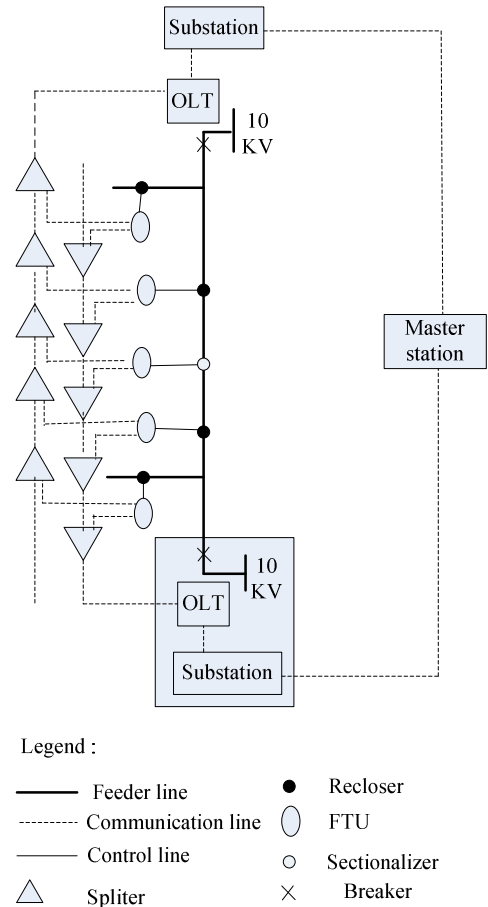 Substation
OLT
10
KV
Master
station
10
KV
OLT
Substation
Legend :
Feeder line
Communication line
Control line
Spliter
Recloser
FTU
Sectionalizer
Breaker